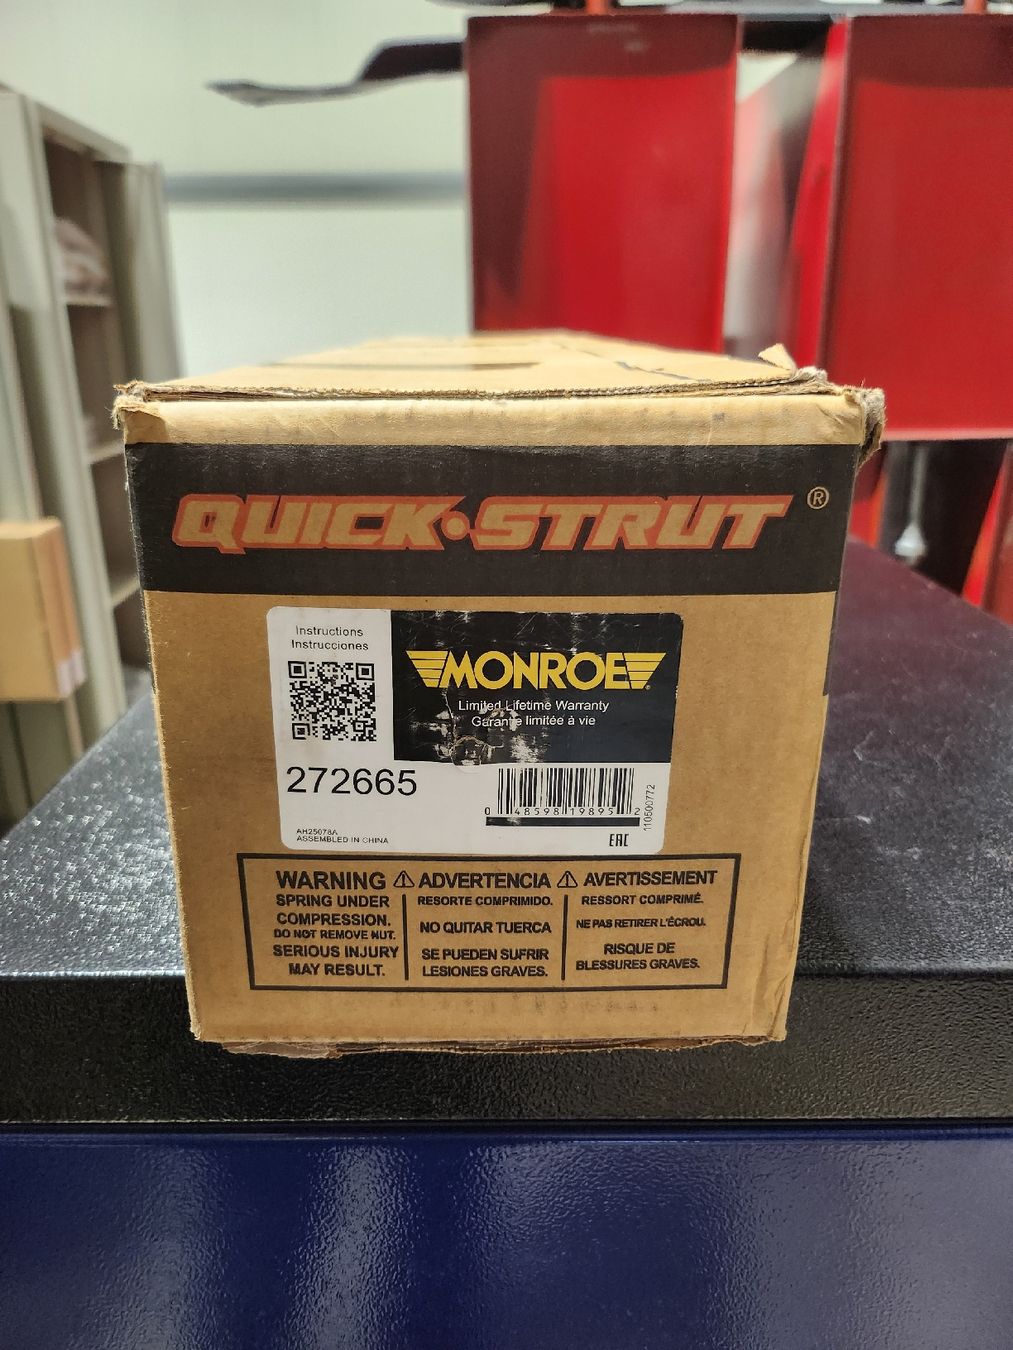 QUICK•STRUT®
Instructions
Instrucciones
MONROE®
Limited Lifetime Warranty
Garantie limitée à vie
272665
0 48598 19895 2
110500772
AH25078A
ASSEMBLED IN CHINA
EAC
WARNING ⚠ ADVERTENCIA ⚠ AVERTISSEMENT
SPRING UNDER
COMPRESSION.
DO NOT REMOVE NUT.
SERIOUS INJURY
MAY RESULT.
RESORTE COMPRIMIDO.
NO QUITAR TUERCA
SE PUEDEN SUFRIR
LESIONES GRAVES.
RESSORT COMPRIMÉ.
NE PAS RETIRER L'ÉCROU.
RISQUE DE
BLESSURES GRAVES.